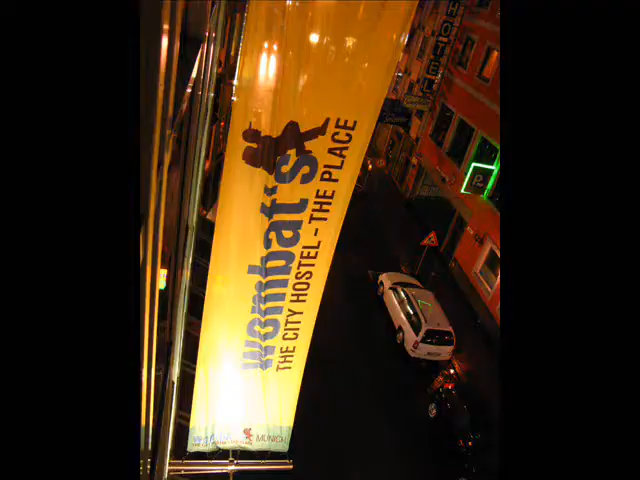 wombat's
THE CITY HOSTEL - THE PLACE
MUNICH
HOTEL
P